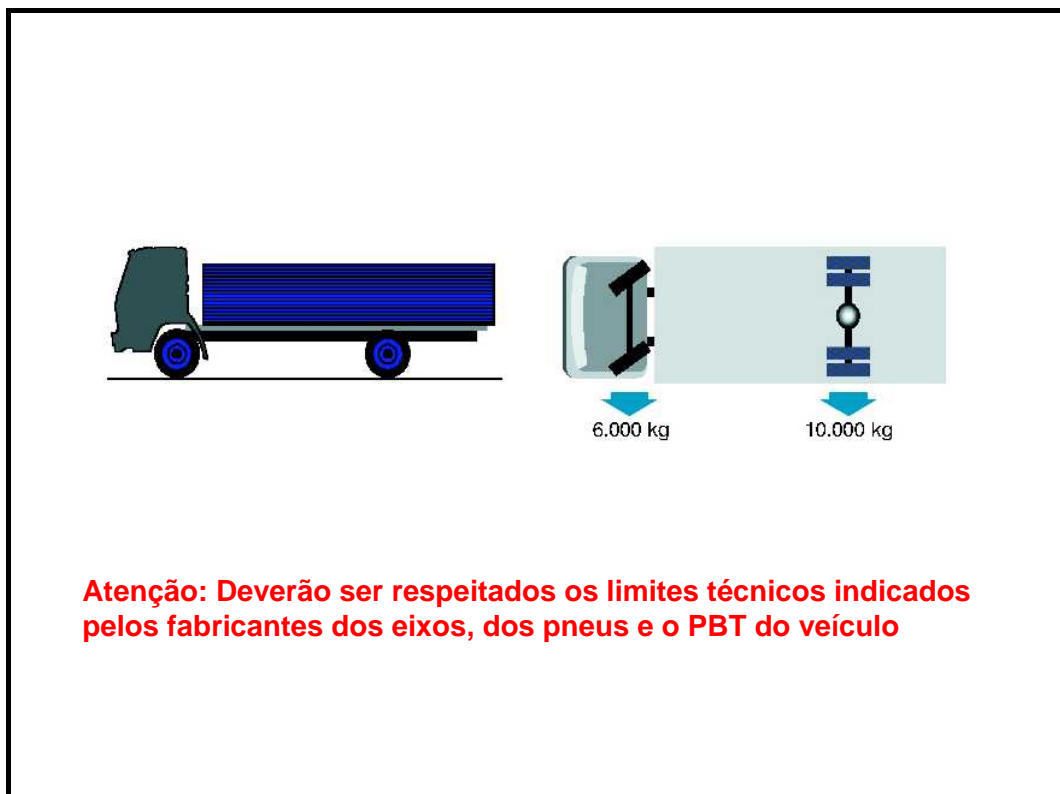 6.000 kg
10.000 kg
Atenção: Deverão ser respeitados os limites técnicos indicados
pelos fabricantes dos eixos, dos pneus e o PBT do veículo